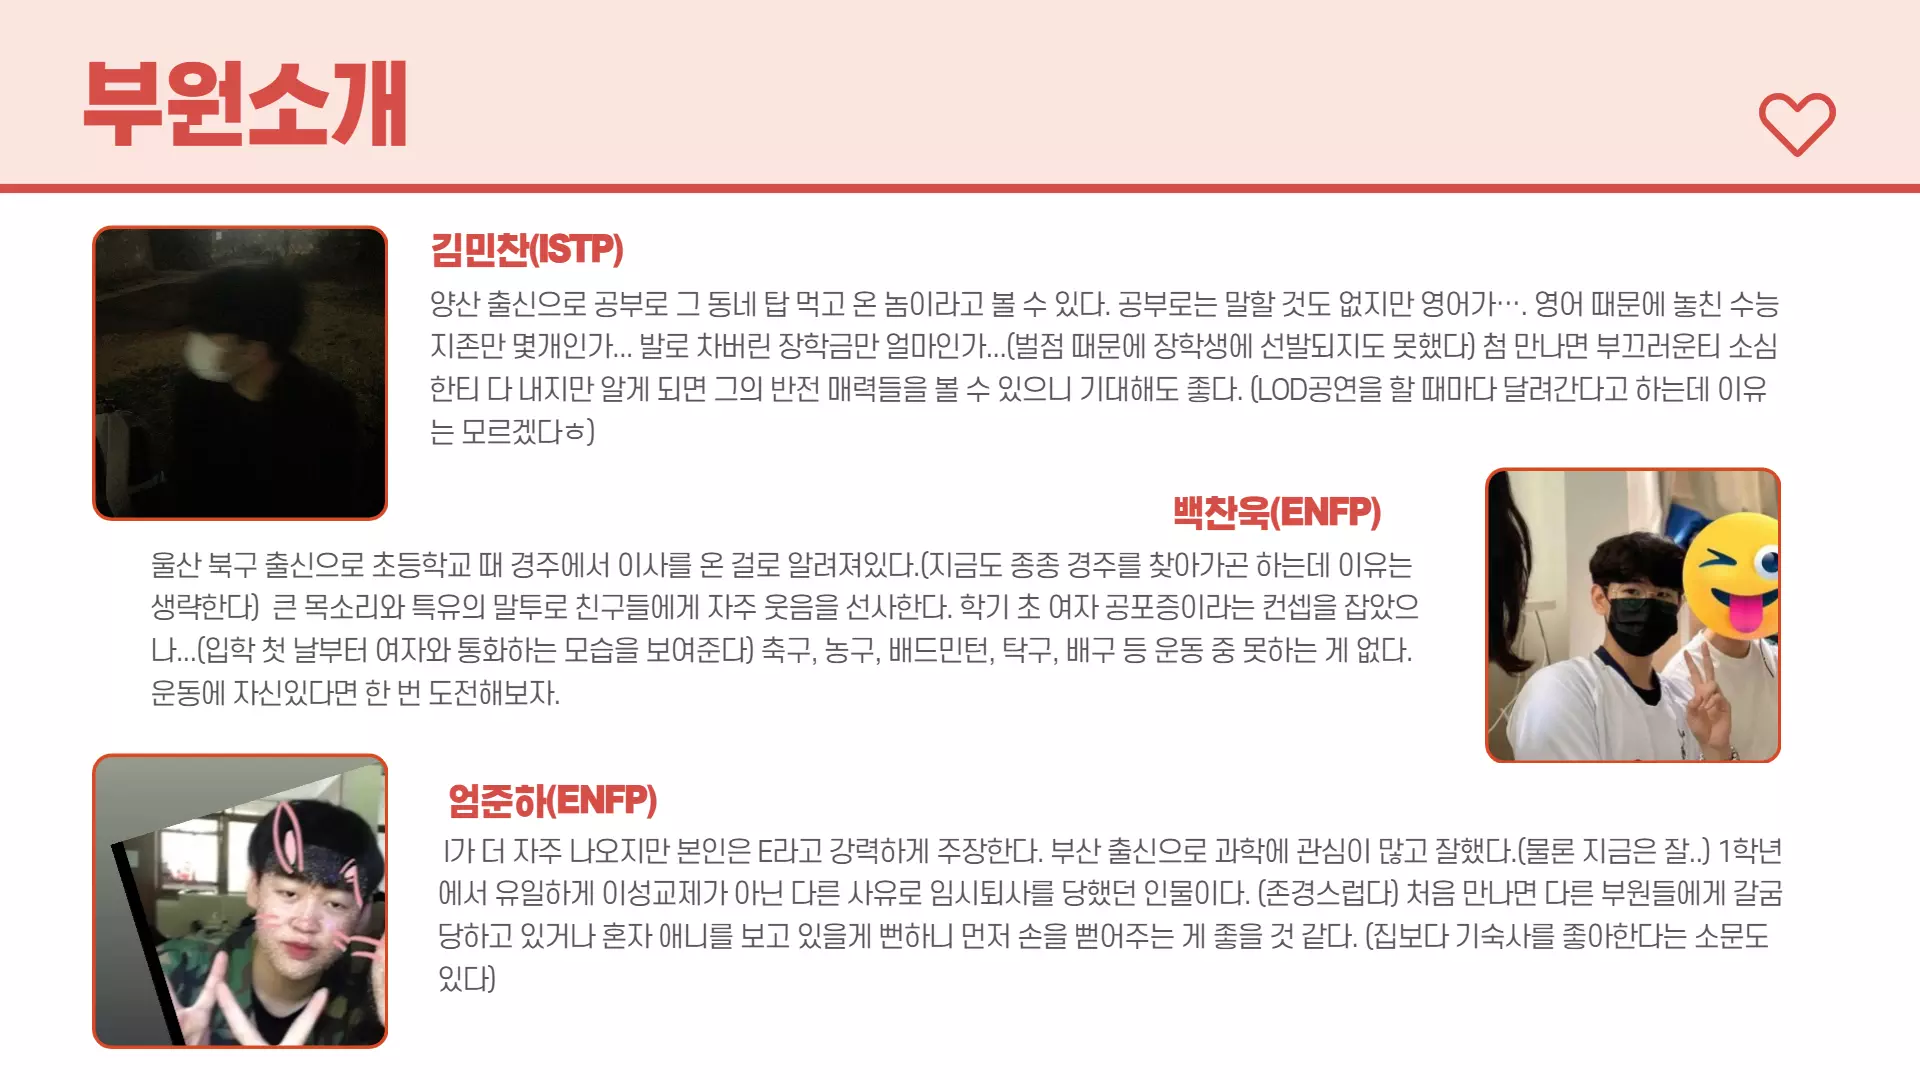 부원소개
김민찬(ISTP)
양산 출신으로 공부로 그 동네 탑 먹고 온 놈이라고 볼 수 있다. 공부로는 말할 것도 없지만 영어가…. 영어 때문에 놓친 수능
지존만 몇개인가... 발로 차버린 장학금만 얼마인가...(벌점 때문에 장학생에 선발되지도 못했다) 첨 만나면 부끄러운티 소심
한티 다 내지만 알게 되면 그의 반전 매력들을 볼 수 있으니 기대해도 좋다. (LOD공연을 할 때마다 달려간다고 하는데 이유
는 모르겠다ㅎ)
백찬욱(ENFP)
울산 북구 출신으로 초등학교 때 경주에서 이사를 온 걸로 알려져있다.(지금도 종종 경주를 찾아가곤 하는데 이유는
생략한다) 큰 목소리와 특유의 말투로 친구들에게 자주 웃음을 선사한다. 학기 초 여자 공포증이라는 컨셉을 잡았으
나...(입학 첫 날부터 여자와 통화하는 모습을 보여준다) 축구, 농구, 배드민턴, 탁구, 배구 등 운동 중 못하는 게 없다.
운동에 자신있다면 한 번 도전해보자.
엄준하(ENFP)
I가 더 자주 나오지만 본인은 E라고 강력하게 주장한다. 부산 출신으로 과학에 관심이 많고 잘했다.(물론 지금은 잘..) 1학년
에서 유일하게 이성교제가 아닌 다른 사유로 임시퇴사를 당했던 인물이다. (존경스럽다) 처음 만나면 다른 부원들에게 갈굼
당하고 있거나 혼자 애니를 보고 있을게 뻔하니 먼저 손을 뻗어주는 게 좋을 것 같다. (집보다 기숙사를 좋아한다는 소문도
있다)